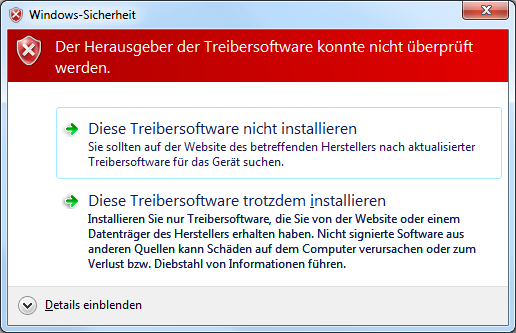 Windows-Sicherheit
Der Herausgeber der Treibersoftware konnte nicht überprüft
werden.
Diese Treibersoftware nicht installieren
Sie sollten auf der Website des betreffenden Herstellers nach aktualisierter
Treibersoftware für das Gerät suchen.
Diese Treibersoftware trotzdem installieren
Installieren Sie nur Treibersoftware, die Sie von der Website oder einem
Datenträger des Herstellers erhalten haben. Nicht signierte Software aus
anderen Quellen kann Schäden auf dem Computer verursachen oder zum
Verlust bzw. Diebstahl von Informationen führen.
Details einblenden